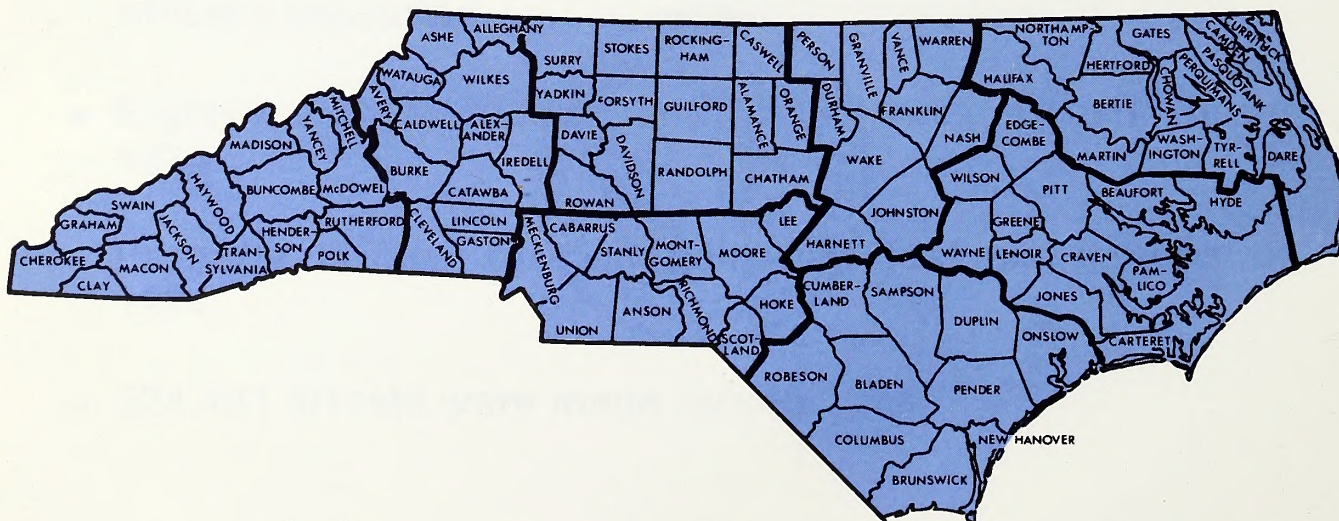 ASHE
ALLEGHANY
SURRY
STOKES
ROCKING-
HAM
CASWELL
PERSON
GRANVILLE
VANCE
WARREN
NORTHAMP-
TON
GATES
HERTFORD
CURRITUCK
CAMDEN
PASQUOTANK
PERQUIMANS
CHOWAN
HALIFAX
BERTIE
WATAUGA
WILKES
YADKIN
FORSYTH
GUILFORD
ALAMANCE
ORANGE
DURHAM
FRANKLIN
NASH
EDGE-
COMBE
MARTIN
WASH-
INGTON
TYR-
RELL
DARE
MITCHELL
AVERY
YANCEY
MADISON
CALDWELL
ALEX-
ANDER
IREDELL
DAVIE
DAVIDSON
RANDOLPH
CHATHAM
WAKE
WILSON
PITT
BEAUFORT
HYDE
SWAIN
HAYWOOD
BUNCOMBE
McDOWEL
BURKE
CATAWBA
ROWAN
JOHNSTON
GREENE
GRAHAM
JACKSON
HENDER-
SON
RUTHERFORD
CLEVELAND
LINCOLN
GASTON
MECKLENBURG
CABARRUS
STANLY
MONT-
GOMERY
MOORE
LEE
HARNETT
WAYNE
LENOIR
CRAVEN
PAM-
LICO
CHEROKEE
CLAY
MACON
TRAN-
SYLVANIA
POLK
UNION
ANSON
RICHMOND
SCOT-
LAND
HOKE
CUMBER-
LAND
SAMPSON
DUPLIN
JONES
ONSLOW
CARTERET
ROBESON
BLADEN
PENDER
COLUMBUS
NEW HANOVER
BRUNSWICK